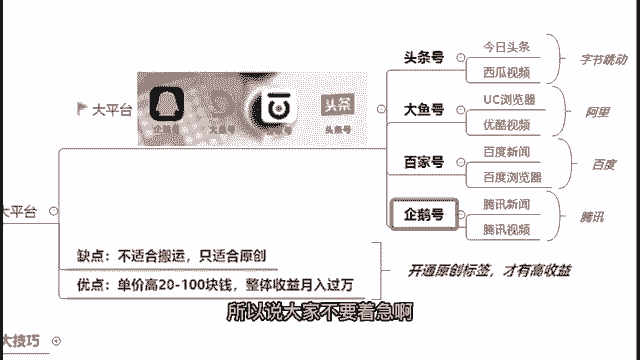 大平台
企鹅号
大鱼号
头条
头条号
头条号
今日头条
西瓜视频
字节跳动
大鱼号
UC浏览器
优酷视频
阿里
百家号
百度新闻
百度浏览器
百度
企鹅号
腾讯新闻
腾讯视频
腾讯
大平台
缺点：不适合搬运，只适合原创
优点：单价高20-100块钱，整体收益月入过万
开通原创标签，才有高收益
所以说大家不要着急啊
大技巧